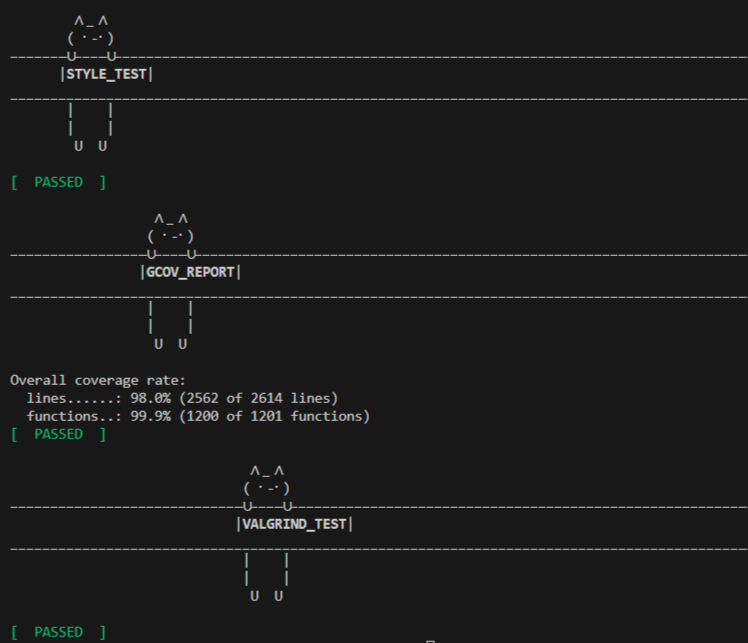 ^_^
( ･-･)
U   U
|STYLE_TEST|
|    |
|    |
U  U
[  PASSED  ]
^_^
( ･-･)
U   U
|GCOV_REPORT|
|    |
|    |
U  U
Overall coverage rate:
lines......: 98.0% (2562 of 2614 lines)
functions..: 99.9% (1200 of 1201 functions)
[  PASSED  ]
^_^
( ･-･)
U   U
|VALGRIND_TEST|
|    |
|    |
U  U
[  PASSED  ]